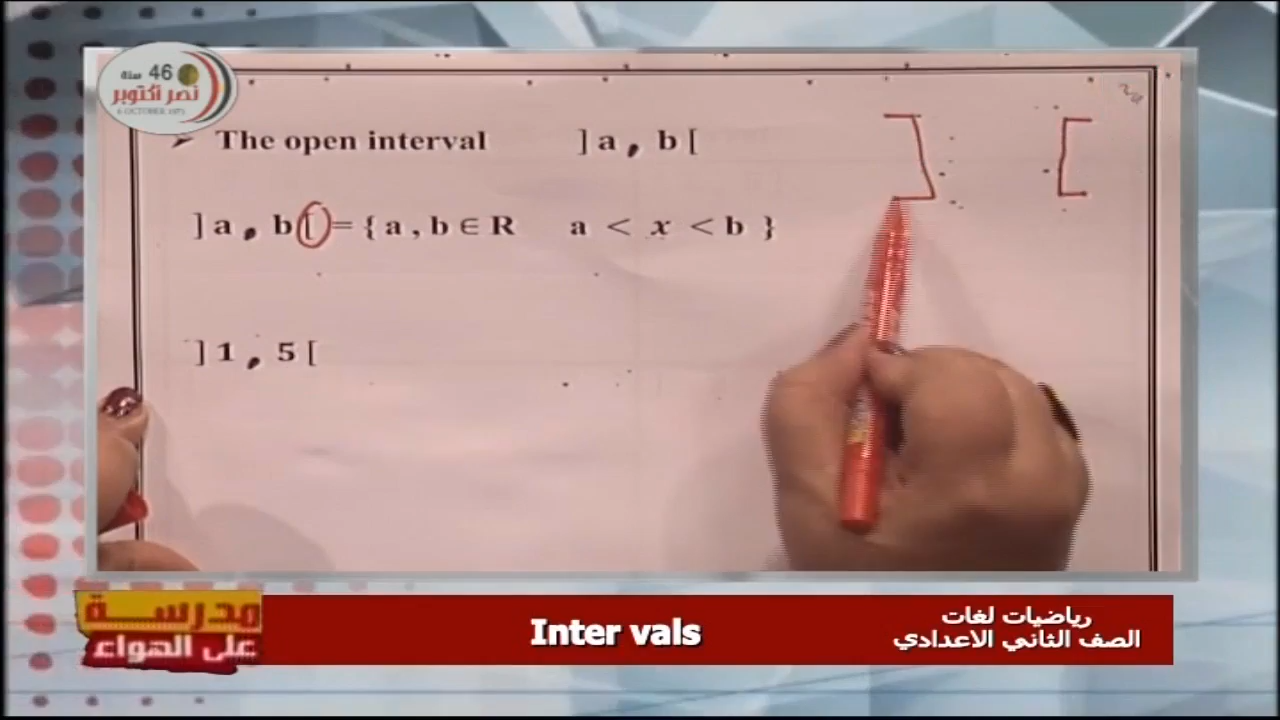 46 سنة
نصر أكتوبر
6 OCTOBER 1973
➤ The open interval ]a , b[
]a , b[ = { a , b ∈ R a < x < b }
]1 , 5[
] [
مدرسة
على الهواء
Inter vals
رياضيات لغات
الصف الثاني الاعدادي